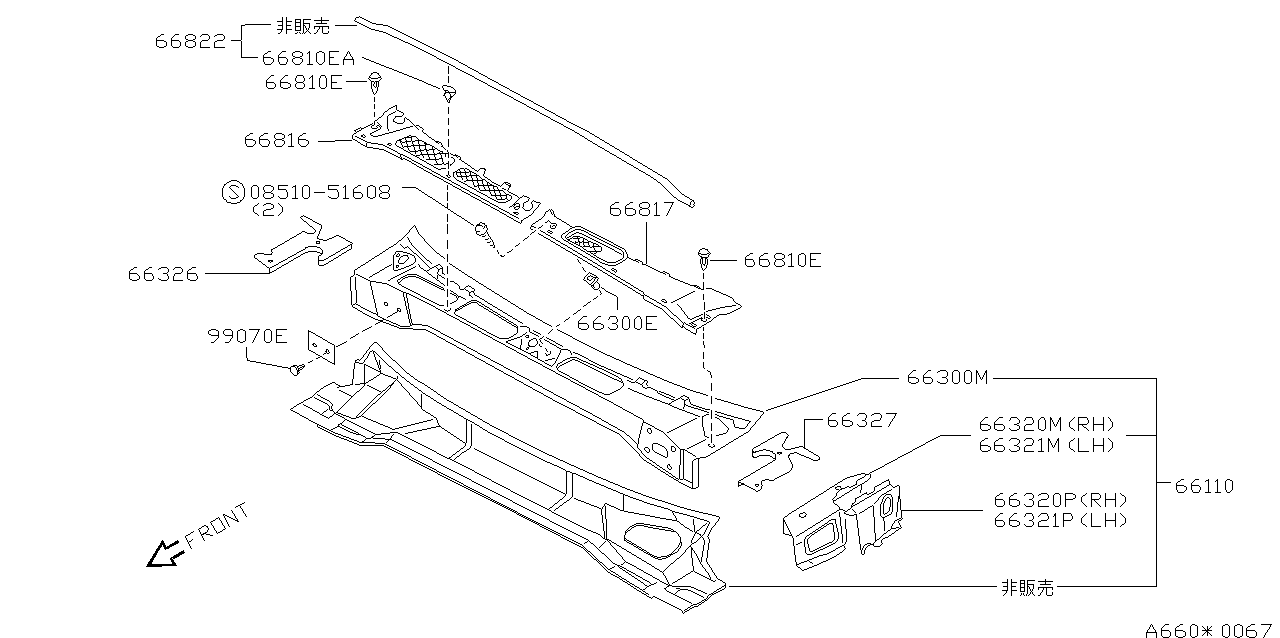 非販売
66822
66810EA
66810E
66816
Ⓢ08510-51608
(2)
66817
66810E
66326
66300E
99070E
66300M
66327
66320M(RH)
66321M(LH)
66110
66320P(RH)
66321P(LH)
FRONT
非販売
A660* 0067